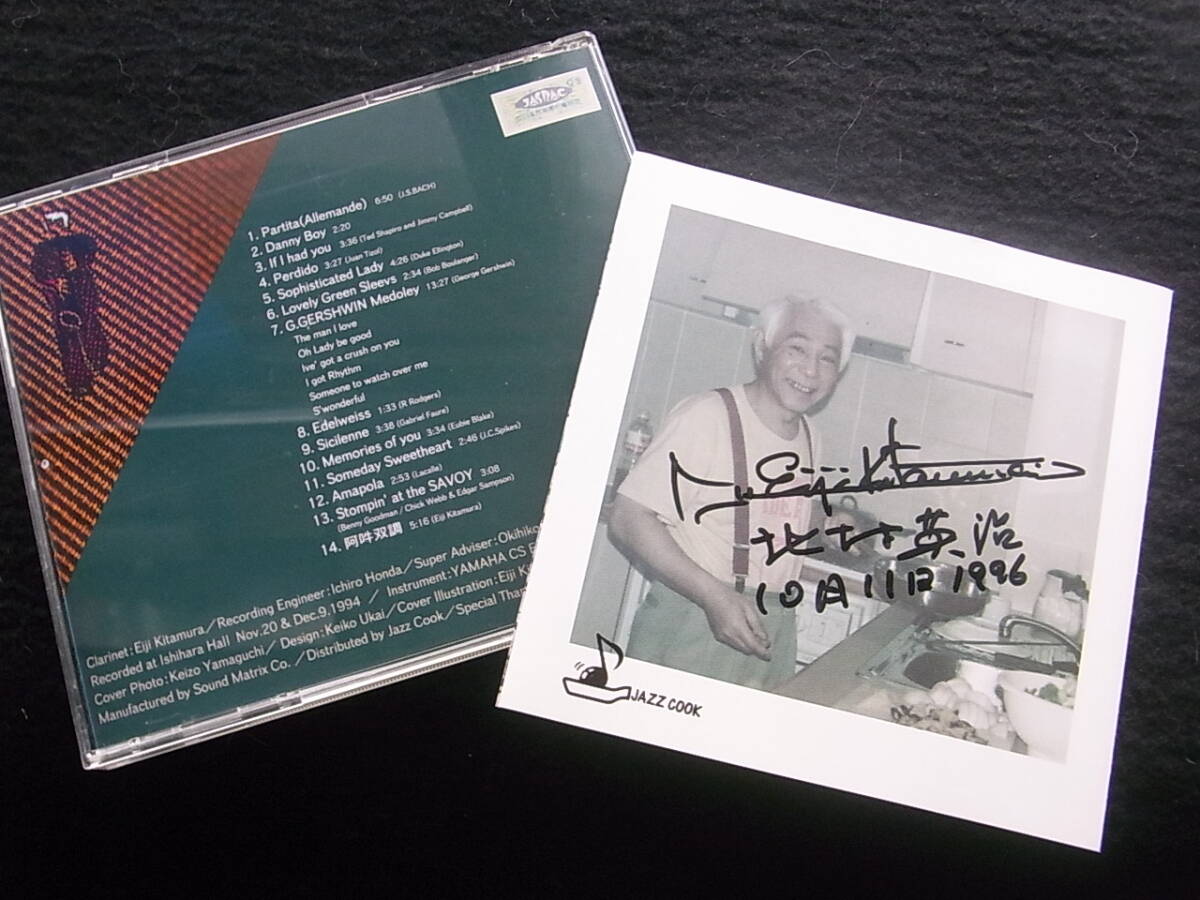 JASRAC
1. Partita(Allemande) 6:50 (J.S.BACH)
2. Danny Boy 2:20
3. If I had you 3:36 (Ted Shapiro and Jimmy Campbell)
4. Perdido 3:27 (Juan Tizol)
5. Sophisticated Lady 4:26 (Duke Ellington)
6. Lovely Green Sleevs 2:34 (Bob Boulanger)
7. G.GERSHWIN Medoley 13:27 (George Gershwin)
The man I love
Oh Lady be good
Ive' got a crush on you
I got Rhythm
Someone to watch over me
S'wonderful
8. Edelweiss 1:33 (R Rodgers)
9. Sicilenne 3:38 (Gabriel Faure)
10. Memories of you 3:34 (Eubie Blake)
11. Someday Sweetheart 2:46 (J.C.Spikes)
12. Amapola 2:53 (Lacalle)
13. Stompin' at the SAVOY 3:08
(Benny Goodman / Chick Webb & Edgar Sampson)
14. 阿吽双調 5:16 (Eiji Kitamura)
Clarinet:Eiji Kitamura/Recording Engineer:Ichiro Honda/Super Adviser:Okihiko
Recorded at Ishihara Hall Nov.20 & Dec.9.1994 / Instrument:YAMAHA CS
Cover Photo:Keizo Yamaguchi/ Design:Keiko Ukai/Cover Illustration:Eiji
Manufactured by Sound Matrix Co. /Distributed by Jazz Cook/Special
Eiji Kitamura
北村英治
10月11日,1996
JAZZ COOK